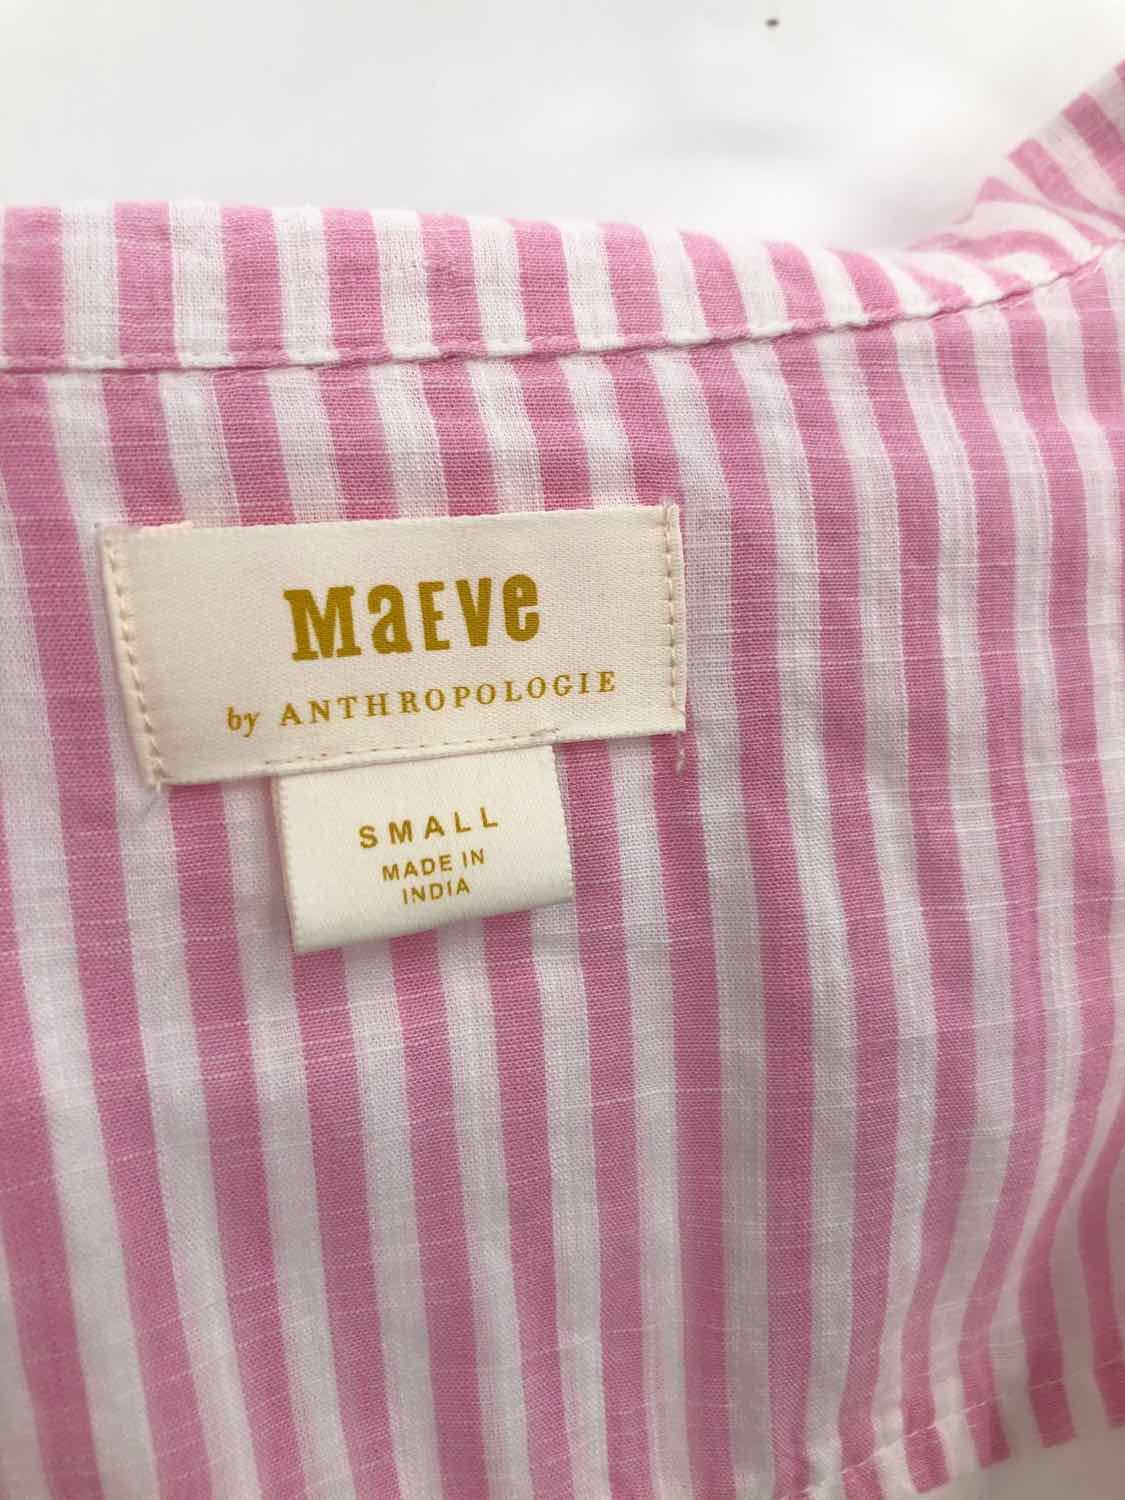 MaEve
by ANTHROPOLOGIE
SMALL
MADE IN
INDIA